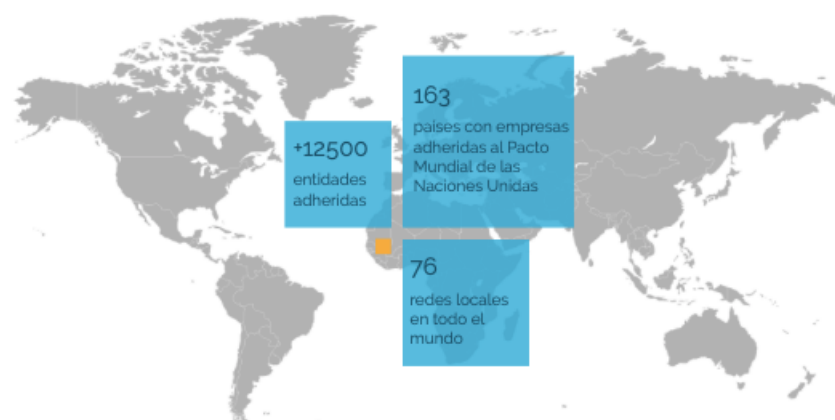 +12500
entidades
adheridas
163
paises con empresas
adheridas al Pacto
Mundial de las
Naciones Unidas
76
redes locales
en todo el
mundo